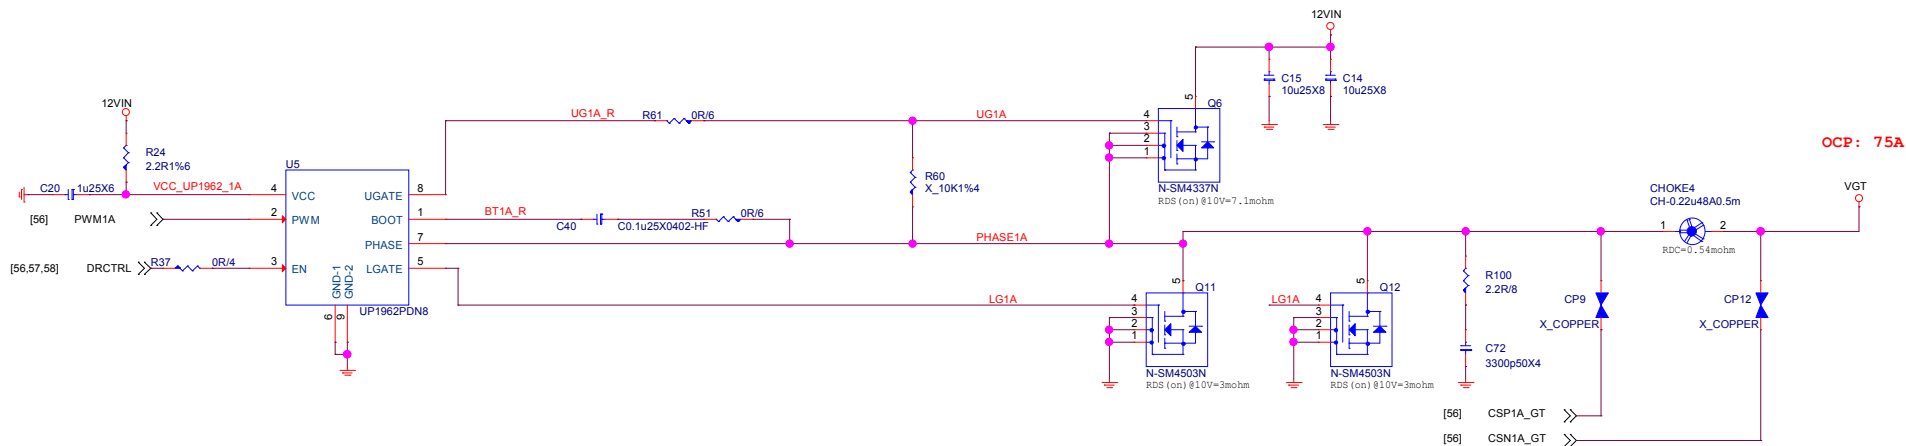 12VIN
12VIN
C15
10u25X8
C14
10u25X8
5
Q6
UG1A_R
R61
0R/6
UG1A
4
3
2
1
N-SM4337N
RDS(on)@10V=7.1mohm
OCP: 75A
R24
2.2R1%6
C20
1u25X6
VCC_UP1962_1A
U5
4
VCC
UGATE
8
R60
X_10K1%4
CHOKE4
CH-0.22u48A0.5m
VGT
[56]
PWM1A
2
PWM
BOOT
1
BT1A_R
C40
C0.1u25X0402-HF
R51
0R/6
PHASE
7
PHASE1A
1
2
RDC=0.54mohm
[56,57,58]
DRCTRL
R37
0R/4
3
EN
LGATE
5
GND-1
GND-2
6
9
UP1962PDN8
LG1A
5
Q11
4
3
2
1
N-SM4503N
RDS(on)@10V=3mohm
LG1A
5
Q12
4
3
2
1
N-SM4503N
RDS(on)@10V=3mohm
R100
2.2R/8
C72
3300p50X4
CP9
X_COPPER
CP12
X_COPPER
[56]
CSP1A_GT
[56]
CSN1A_GT